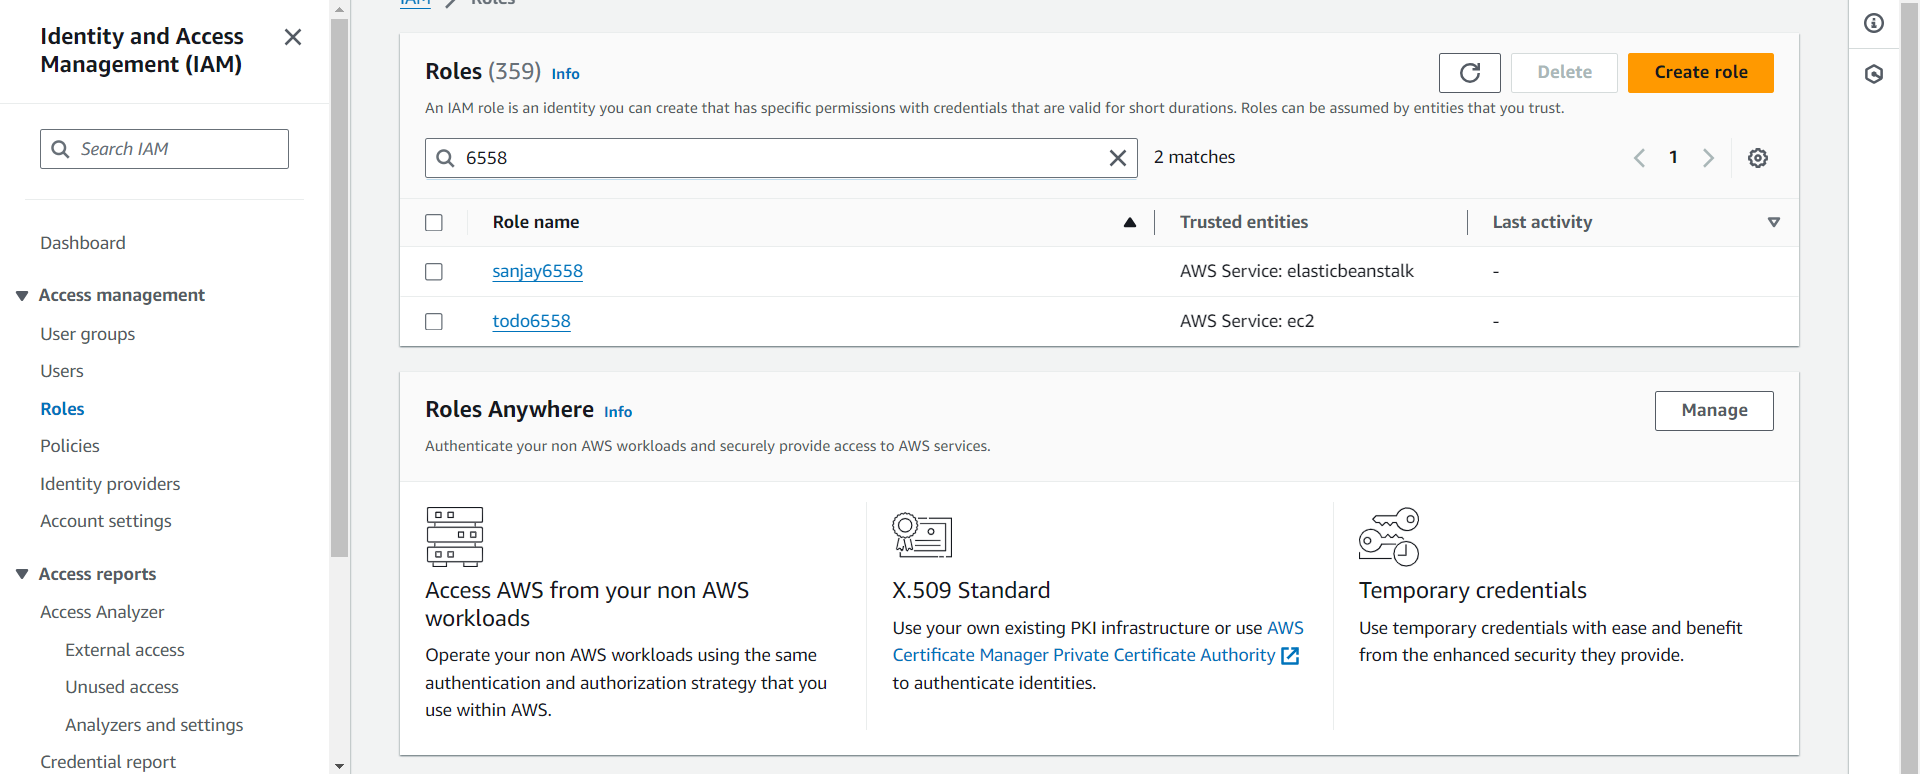 IAM > Roles
Identity and Access
Management (IAM)
Search IAM
Dashboard
Access management
User groups
Users
Roles
Policies
Identity providers
Account settings
Access reports
Access Analyzer
External access
Unused access
Analyzers and settings
Credential report
Roles (359) Info
Delete
Create role
An IAM role is an identity you can create that has specific permissions with credentials that are valid for short durations. Roles can be assumed by entities that you trust.
6558
2 matches
1
Role name Trusted entities Last activity
sanjay6558 AWS Service: elasticbeanstalk -
todo6558 AWS Service: ec2 -
Roles Anywhere Info
Manage
Authenticate your non AWS workloads and securely provide access to AWS services.
Access AWS from your non AWS
workloads
Operate your non AWS workloads using the same
authentication and authorization strategy that you
use within AWS.
X.509 Standard
Use your own existing PKI infrastructure or use AWS
Certificate Manager Private Certificate Authority
to authenticate identities.
Temporary credentials
Use temporary credentials with ease and benefit
from the enhanced security they provide.